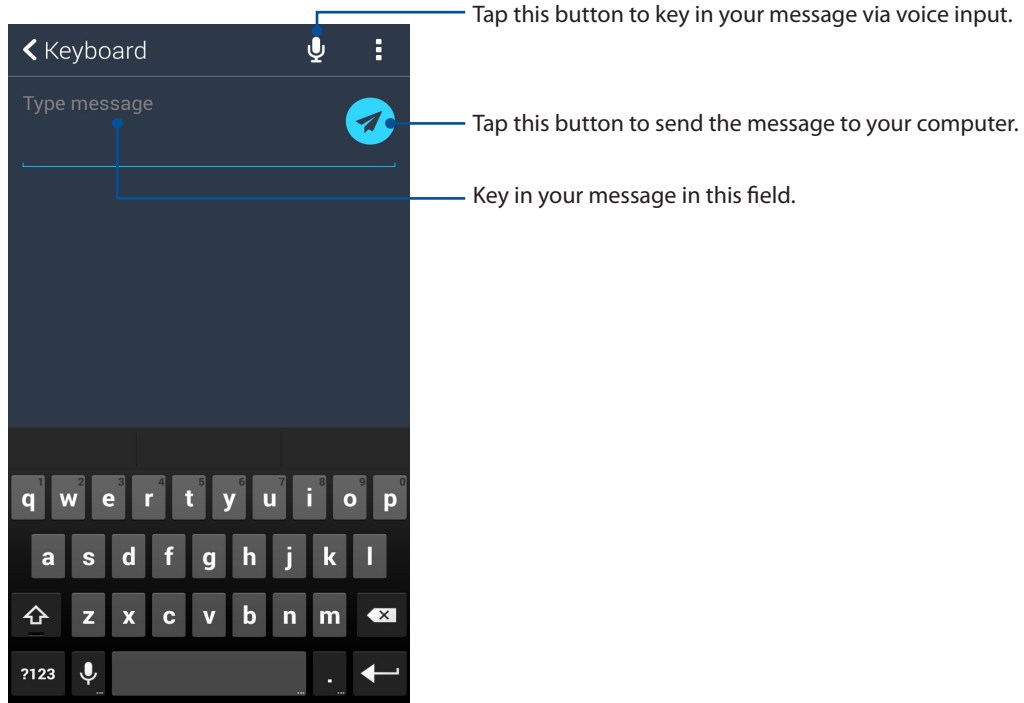 Tap this button to key in your message via voice input.
Keyboard
Type message
Tap this button to send the message to your computer.
Key in your message in this field.
1 2 3 4 5 6 7 8 9 0
q w e r t y u i o p
a s d f g h j k l
z x c v b n m
?123 .